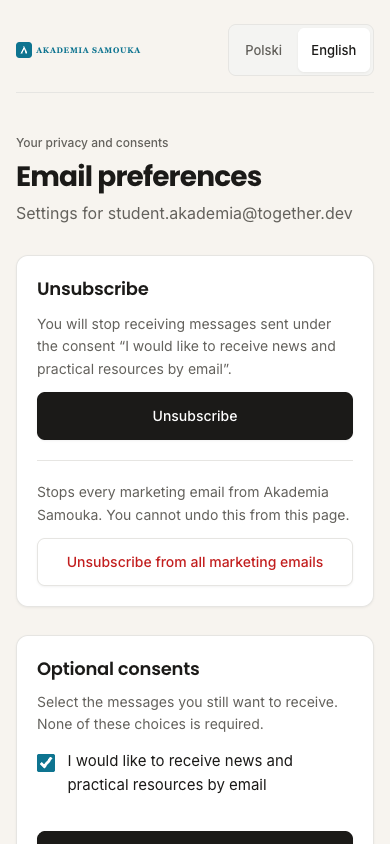 AKADEMIA SAMOUKA
Polski
English
Your privacy and consents
Email preferences
Settings for student.akademia@together.dev
Unsubscribe
You will stop receiving messages sent under
the consent “I would like to receive news and
practical resources by email”.
Unsubscribe
Stops every marketing email from Akademia
Samouka. You cannot undo this from this page.
Unsubscribe from all marketing emails
Optional consents
Select the messages you still want to receive.
None of these choices is required.
I would like to receive news and
practical resources by email